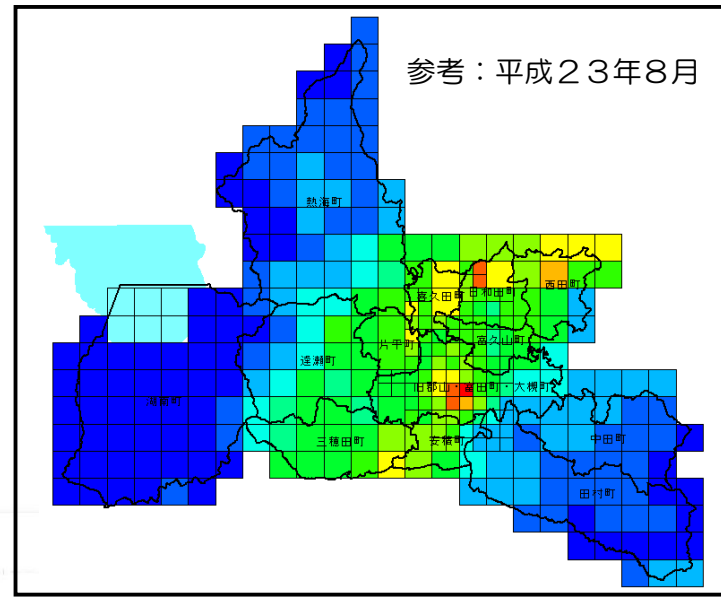 参考：平成２３年８月
熱海町
西田町
喜久田町
日和田町
富久山町
片平町
逢瀬町
湖南町
旧郡山・富田町・大槻町
三穂田町
安積町
中田町
田村町